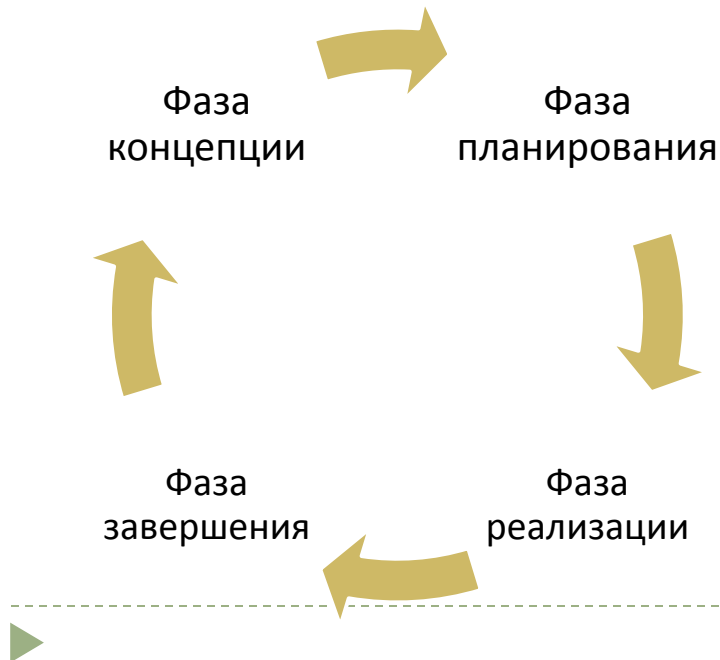 Фаза
концепции
Фаза
планирования
Фаза
реализации
Фаза
завершения